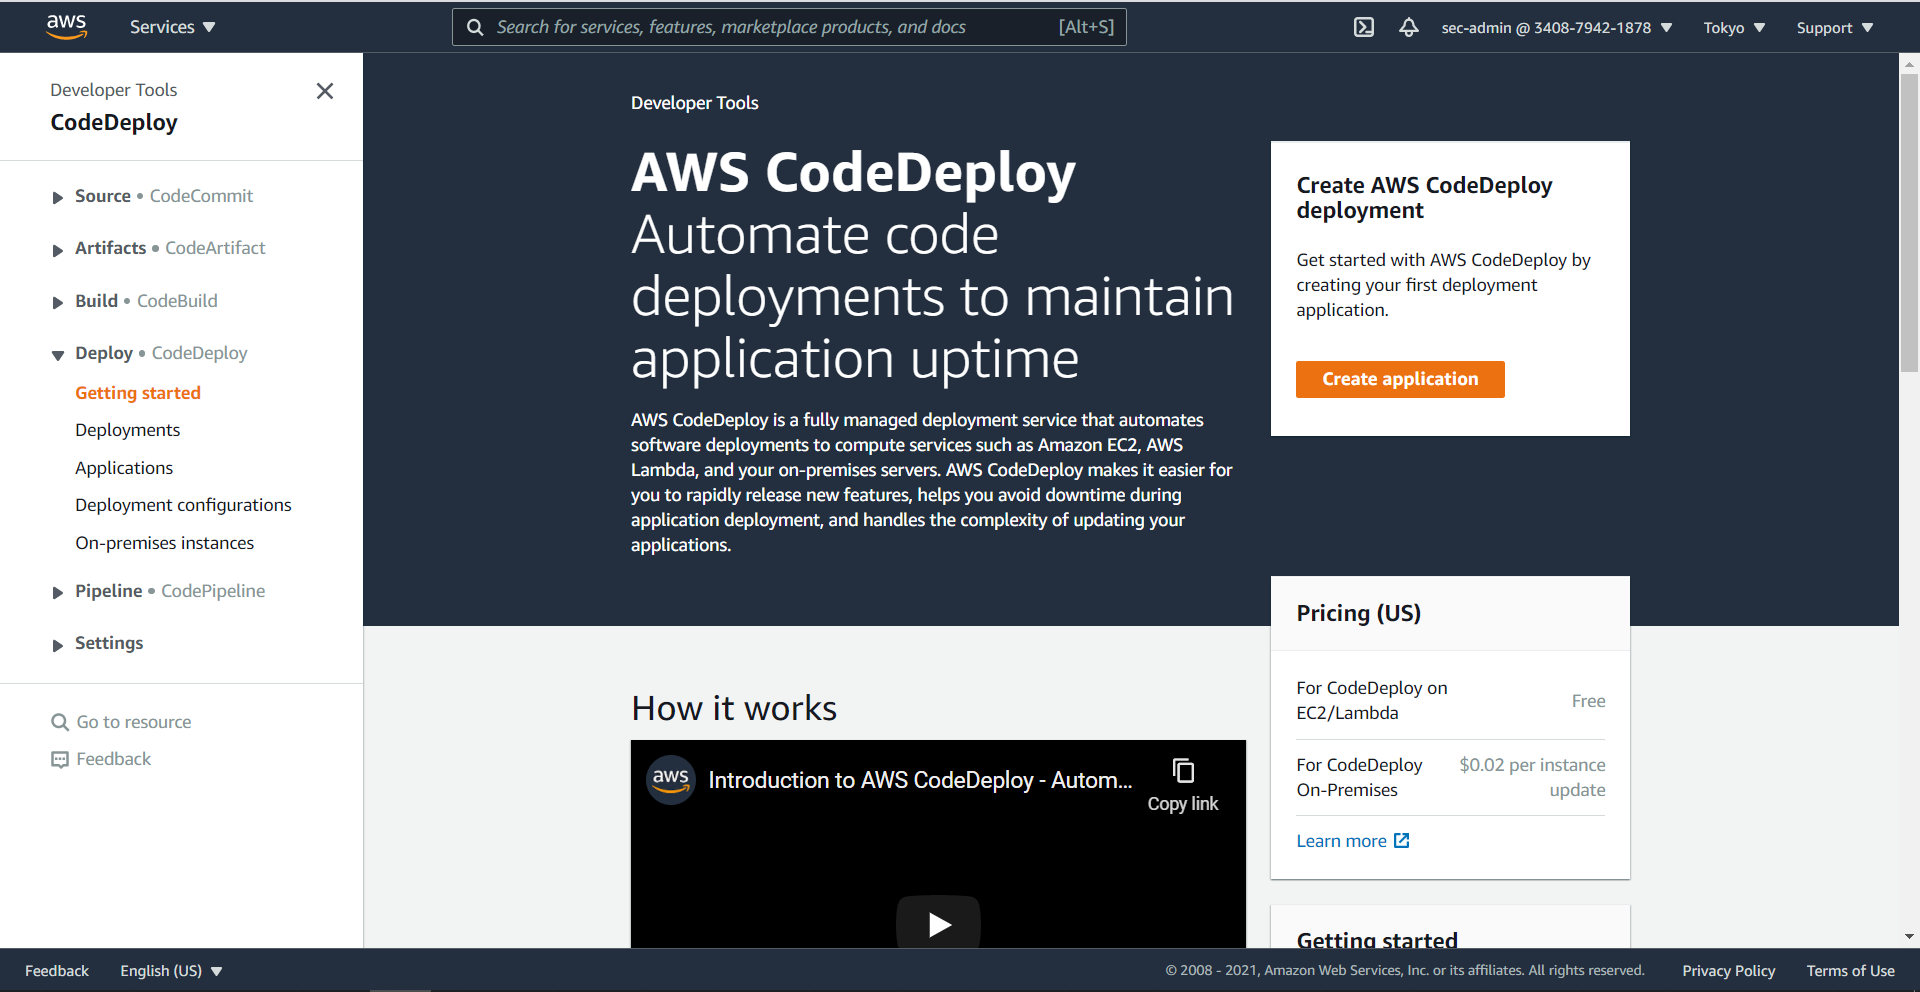 aws
Services
Search for services, features, marketplace products, and docs
[Alt+S]
sec-admin @ 3408-7942-1878
Tokyo
Support
Developer Tools
CodeDeploy
Source • CodeCommit
Artifacts • CodeArtifact
Build • CodeBuild
Deploy • CodeDeploy
Getting started
Deployments
Applications
Deployment configurations
On-premises instances
Pipeline • CodePipeline
Settings
Go to resource
Feedback
Developer Tools
AWS CodeDeploy
Automate code
deployments to maintain
application uptime
AWS CodeDeploy is a fully managed deployment service that automates
software deployments to compute services such as Amazon EC2, AWS
Lambda, and your on-premises servers. AWS CodeDeploy makes it easier for
you to rapidly release new features, helps you avoid downtime during
application deployment, and handles the complexity of updating your
applications.
Create AWS CodeDeploy
deployment
Get started with AWS CodeDeploy by
creating your first deployment
application.
Create application
Pricing (US)
For CodeDeploy on
EC2/Lambda
Free
For CodeDeploy
On-Premises
$0.02 per instance
update
Learn more
Getting started
How it works
aws
Introduction to AWS CodeDeploy - Autom...
Copy link
Feedback
English (US)
© 2008 - 2021, Amazon Web Services, Inc. or its affiliates. All rights reserved.
Privacy Policy
Terms of Use